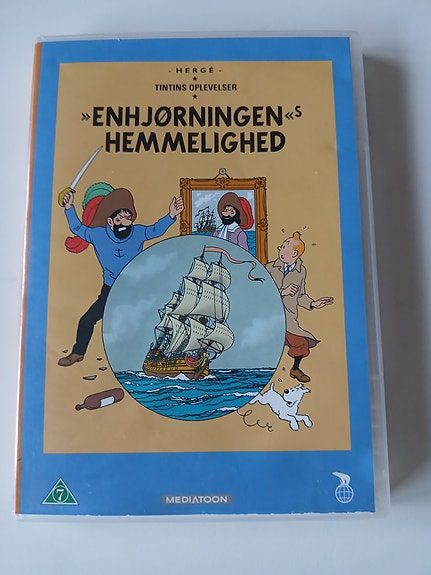 - HERGÉ -
TINTINS OPLEVELSER
»ENHJØRNINGEN«S
HEMMELIGHED
7
MEDIATOON